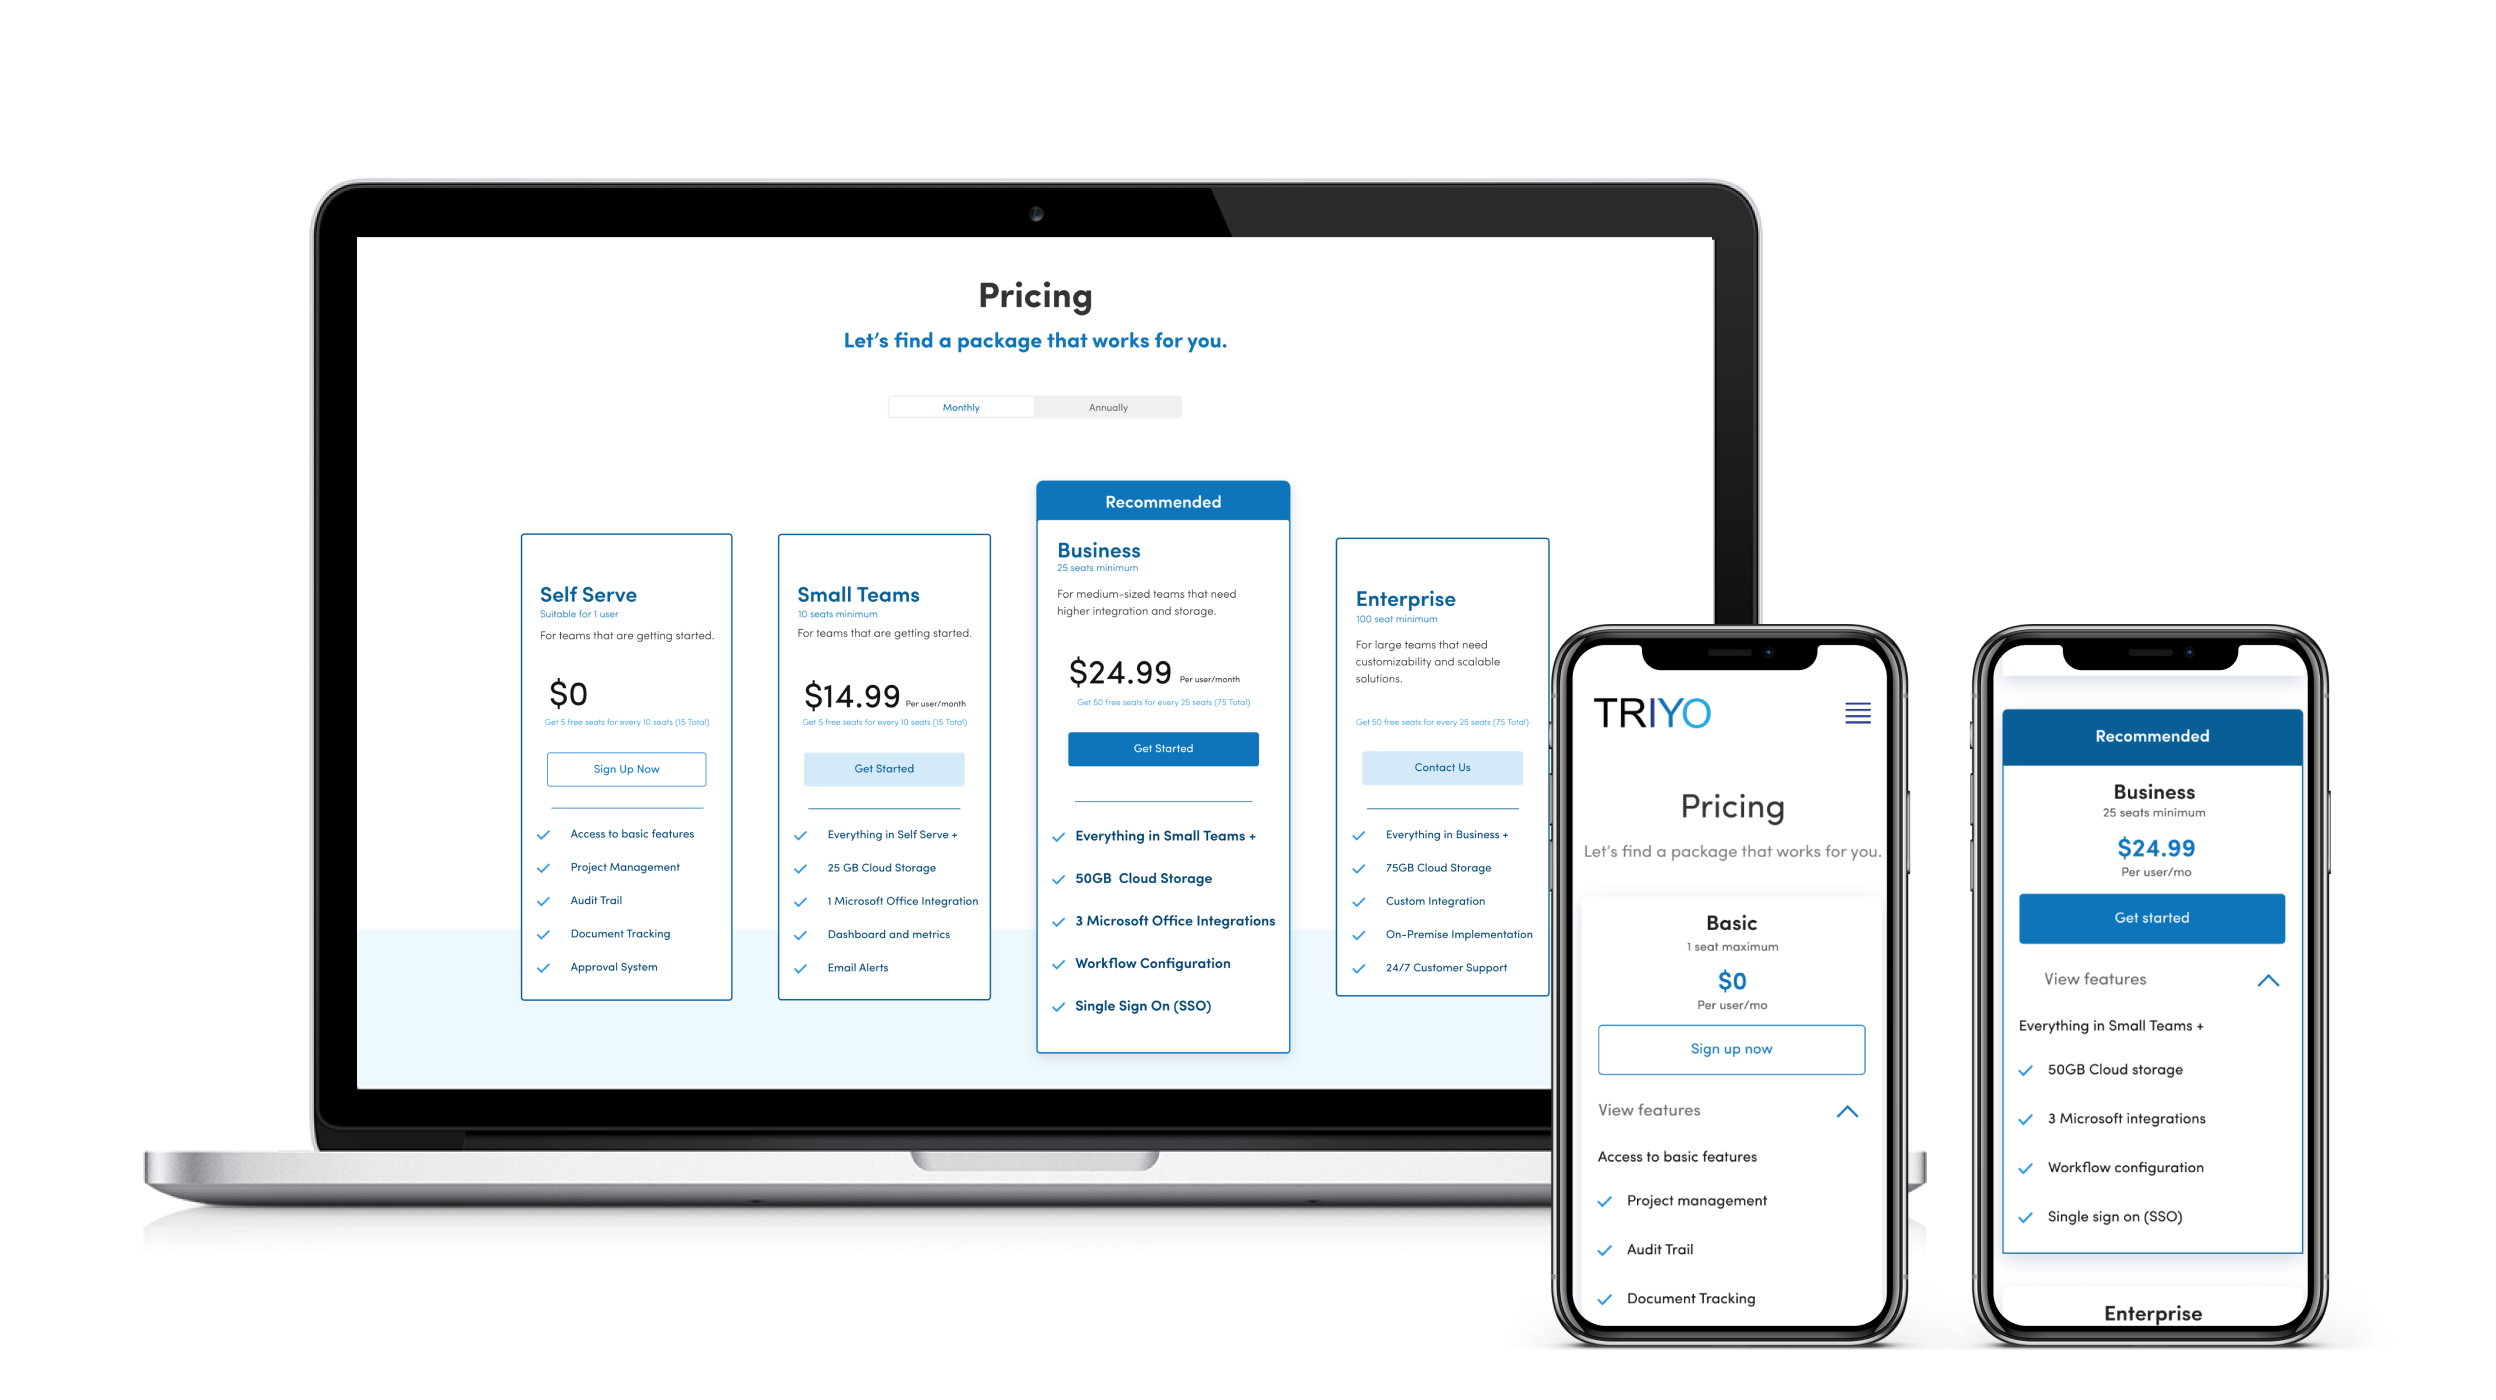 Pricing
Let's find a package that works for you.
Monthly
Annually
Self Serve
Suitable for 1 user
For teams that are getting started.
$0
Get 5 free seats for every 10 seats (15 Total)
Sign Up Now
Access to basic features
Project Management
Audit Trail
Document Tracking
Approval System
Small Teams
10 seats minimum
For teams that are getting started.
$14.99 Per user/month
Get 5 free seats for every 10 seats (15 Total)
Get Started
Everything in Self Serve +
25 GB Cloud Storage
1 Microsoft Office Integration
Dashboard and metrics
Email Alerts
Recommended
Business
25 seats minimum
For medium-sized teams that need
higher integration and storage.
$24.99 Per user/month
Get 50 free seats for every 25 seats (75 Total)
Get Started
Everything in Small Teams +
50GB Cloud Storage
3 Microsoft Office Integrations
Workflow Configuration
Single Sign On (SSO)
Enterprise
100 seat minimum
For large teams that need
customizability and scalable
solutions.
Get 50 free seats for every 25 seats (75 Total)
Contact Us
Everything in Business +
75GB Cloud Storage
Custom Integration
On-Premise Implementation
24/7 Customer Support
TRIYO
Pricing
Let's find a package that works for you.
Basic
1 seat maximum
$0
Per user/mo
Sign up now
View features
Access to basic features
Project management
Audit Trail
Document Tracking
Recommended
Business
25 seats minimum
$24.99
Per user/mo
Get started
View features
Everything in Small Teams +
50GB Cloud storage
3 Microsoft integrations
Workflow configuration
Single sign on (SSO)
Enterprise